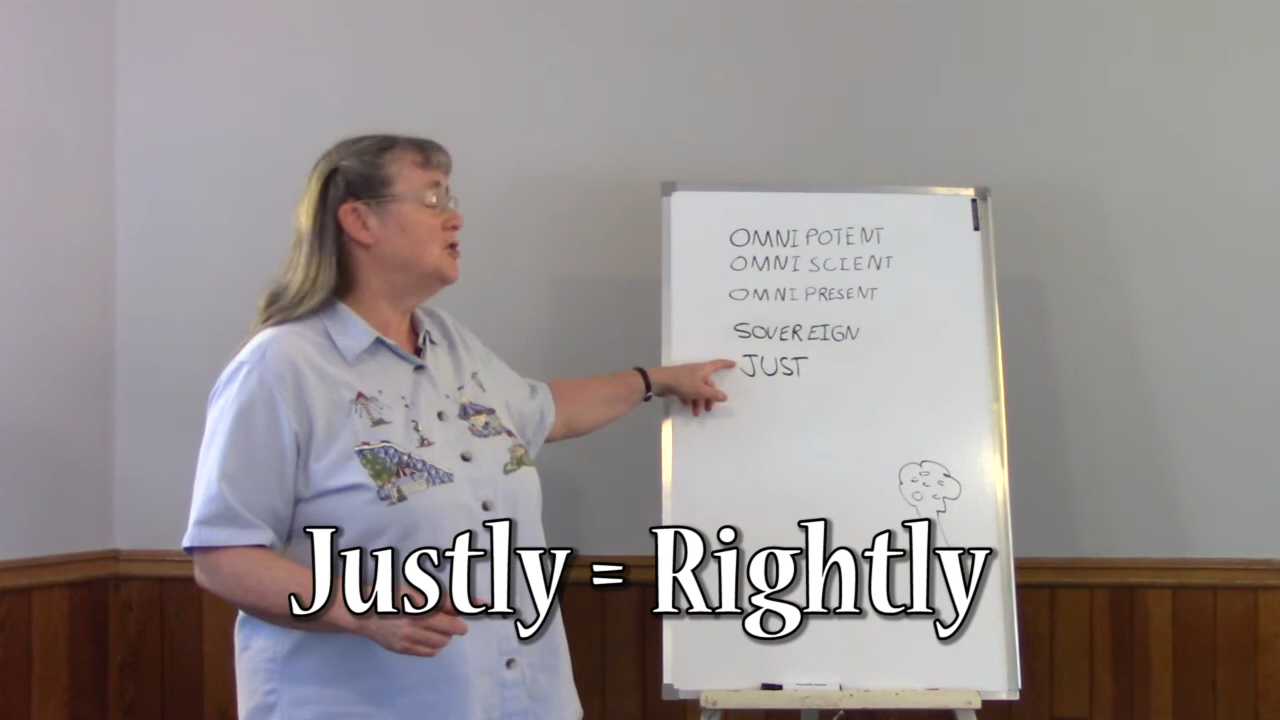 OMNIPOTENT
OMNISCIENT
OMNIPRESENT
SOVEREIGN
JUST
Justly = Rightly